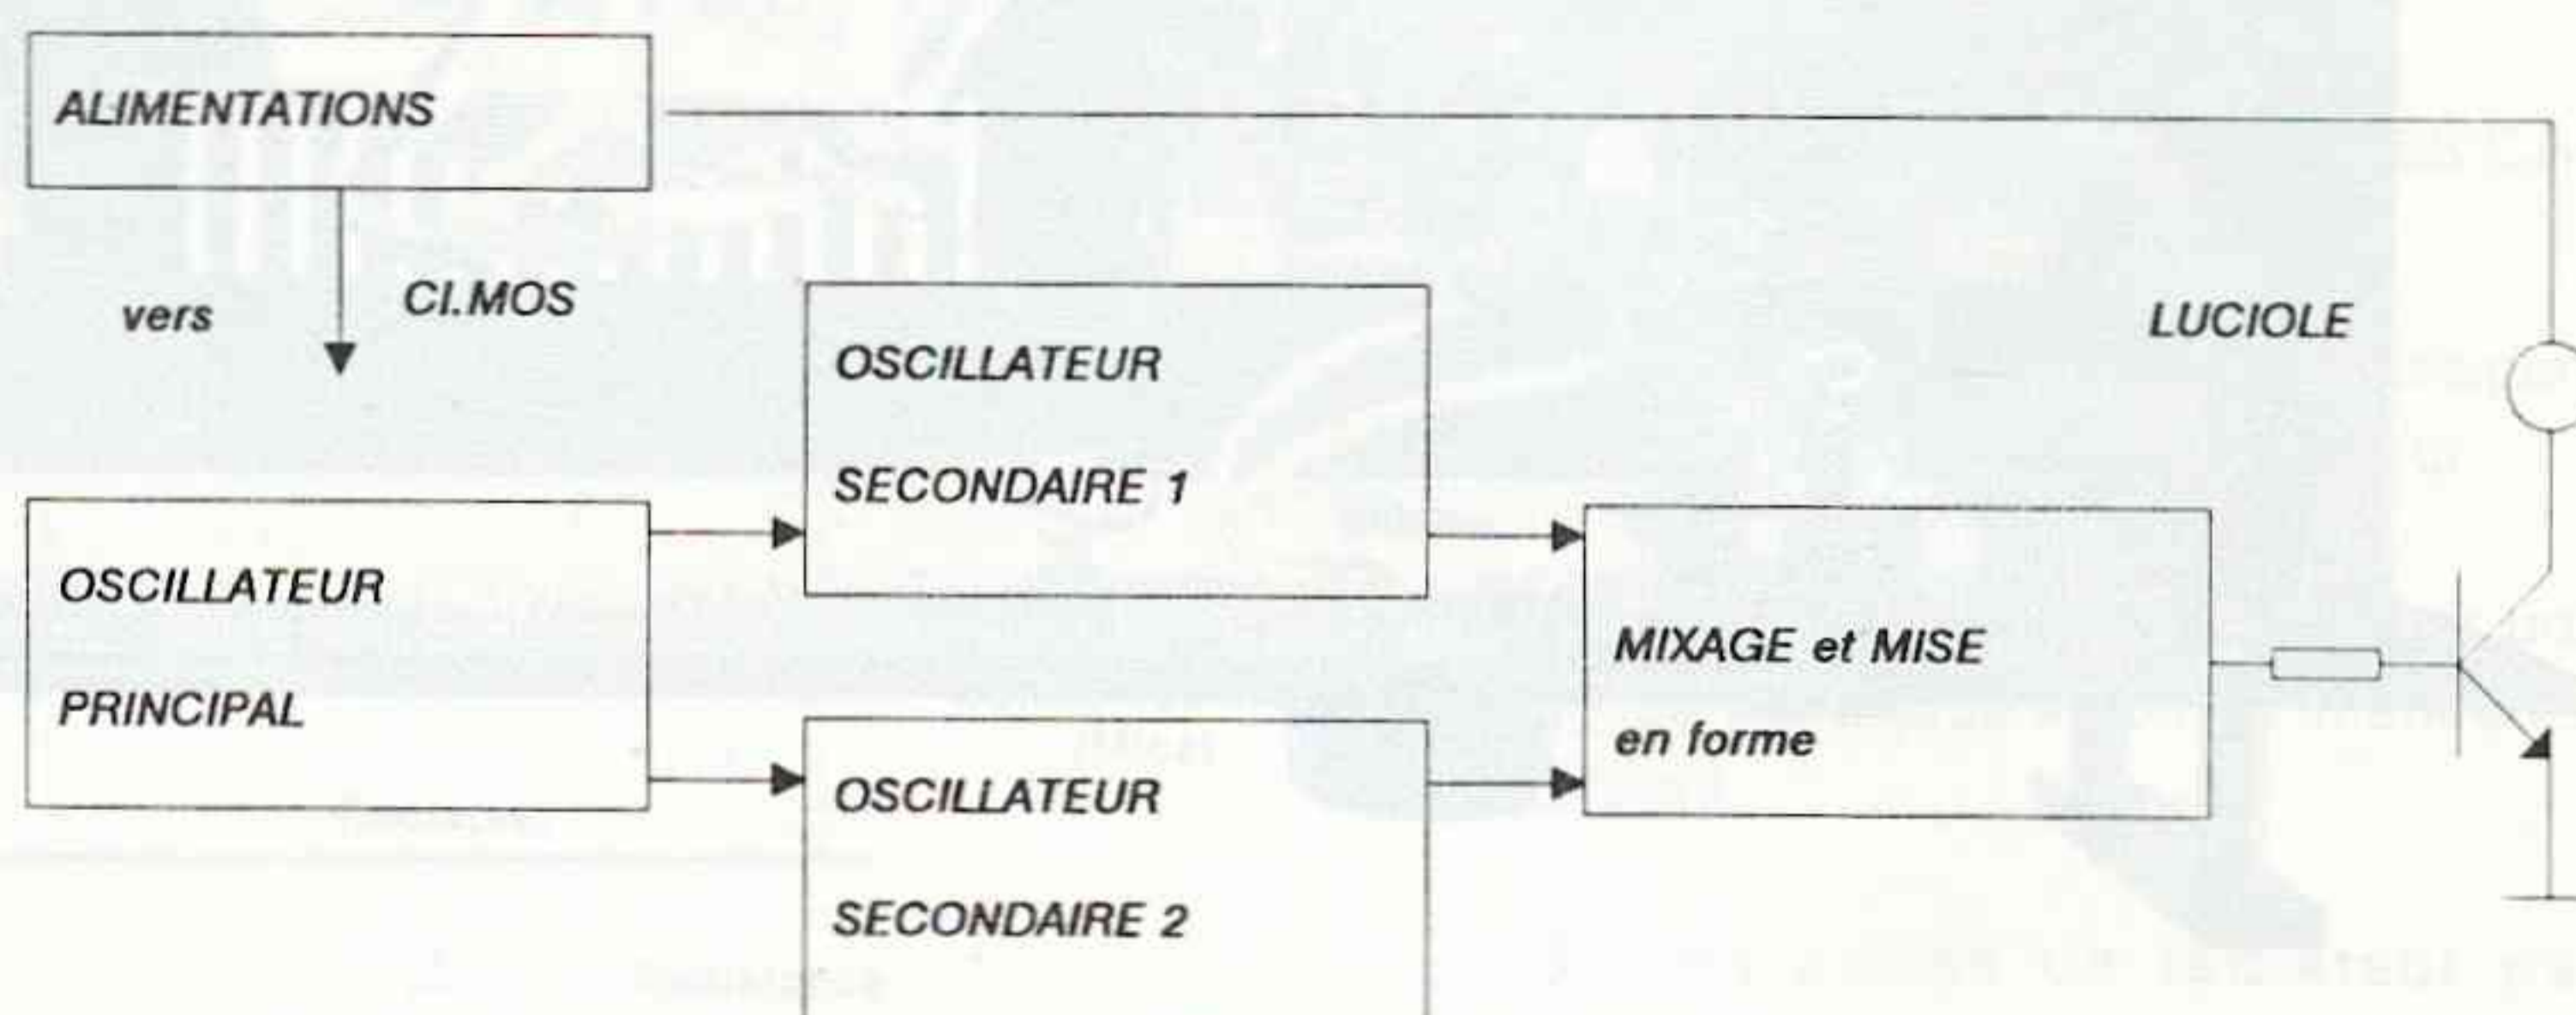 ALIMENTATIONS
vers
CI.MOS
LUCIOLE
OSCILLATEUR
SECONDAIRE 1
OSCILLATEUR
PRINCIPAL
MIXAGE et MISE
en forme
OSCILLATEUR
SECONDAIRE 2